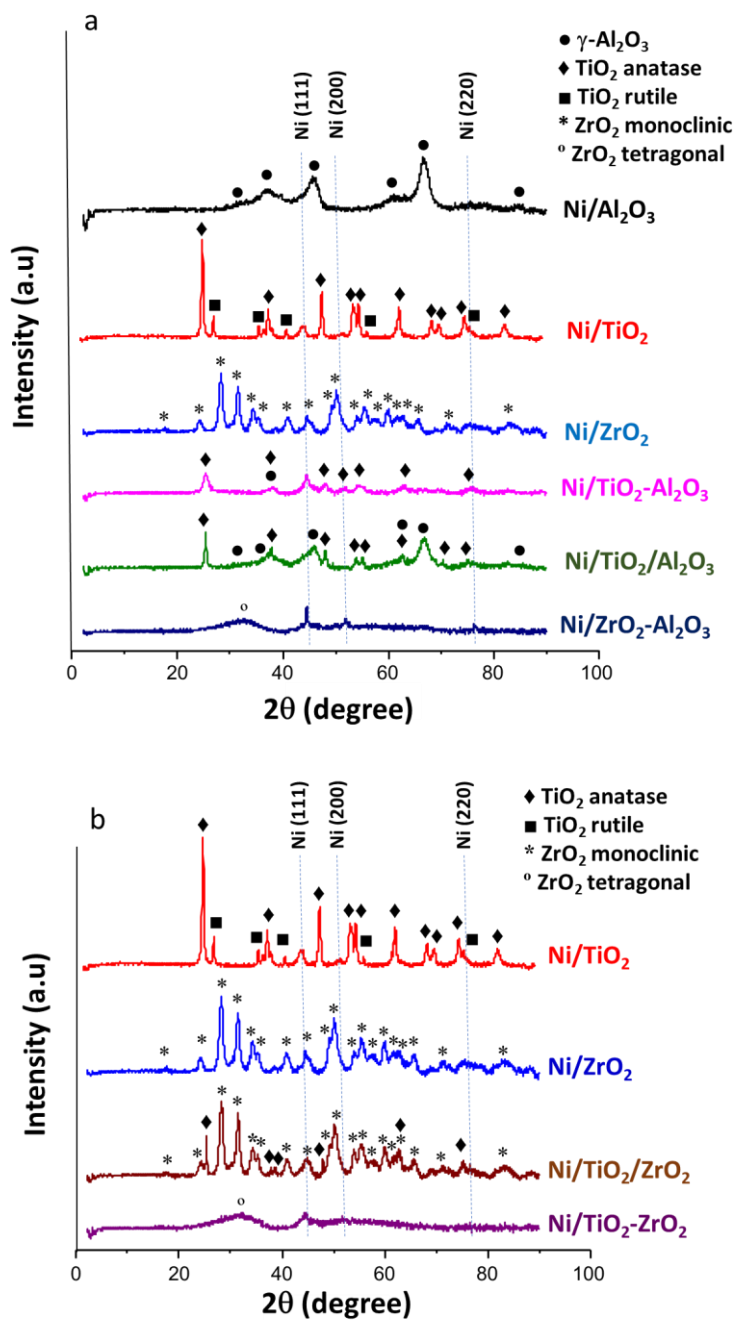 a
● γ-Al₂O₃
◆ TiO₂ anatase
■ TiO₂ rutile
* ZrO₂ monoclinic
o ZrO₂ tetragonal
Ni (111)
Ni (200)
Ni (220)
Ni/Al₂O₃
Ni/TiO₂
Ni/ZrO₂
Ni/TiO₂-Al₂O₃
Ni/TiO₂/Al₂O₃
Ni/ZrO₂-Al₂O₃
Intensity (a.u)
0 20 40 60 80 100
2θ (degree)
b
◆ TiO₂ anatase
■ TiO₂ rutile
* ZrO₂ monoclinic
o ZrO₂ tetragonal
Ni (111)
Ni (200)
Ni (220)
Ni/TiO₂
Ni/ZrO₂
Ni/TiO₂/ZrO₂
Ni/TiO₂-ZrO₂
Intensity (a.u)
0 20 40 60 80 100
2θ (degree)